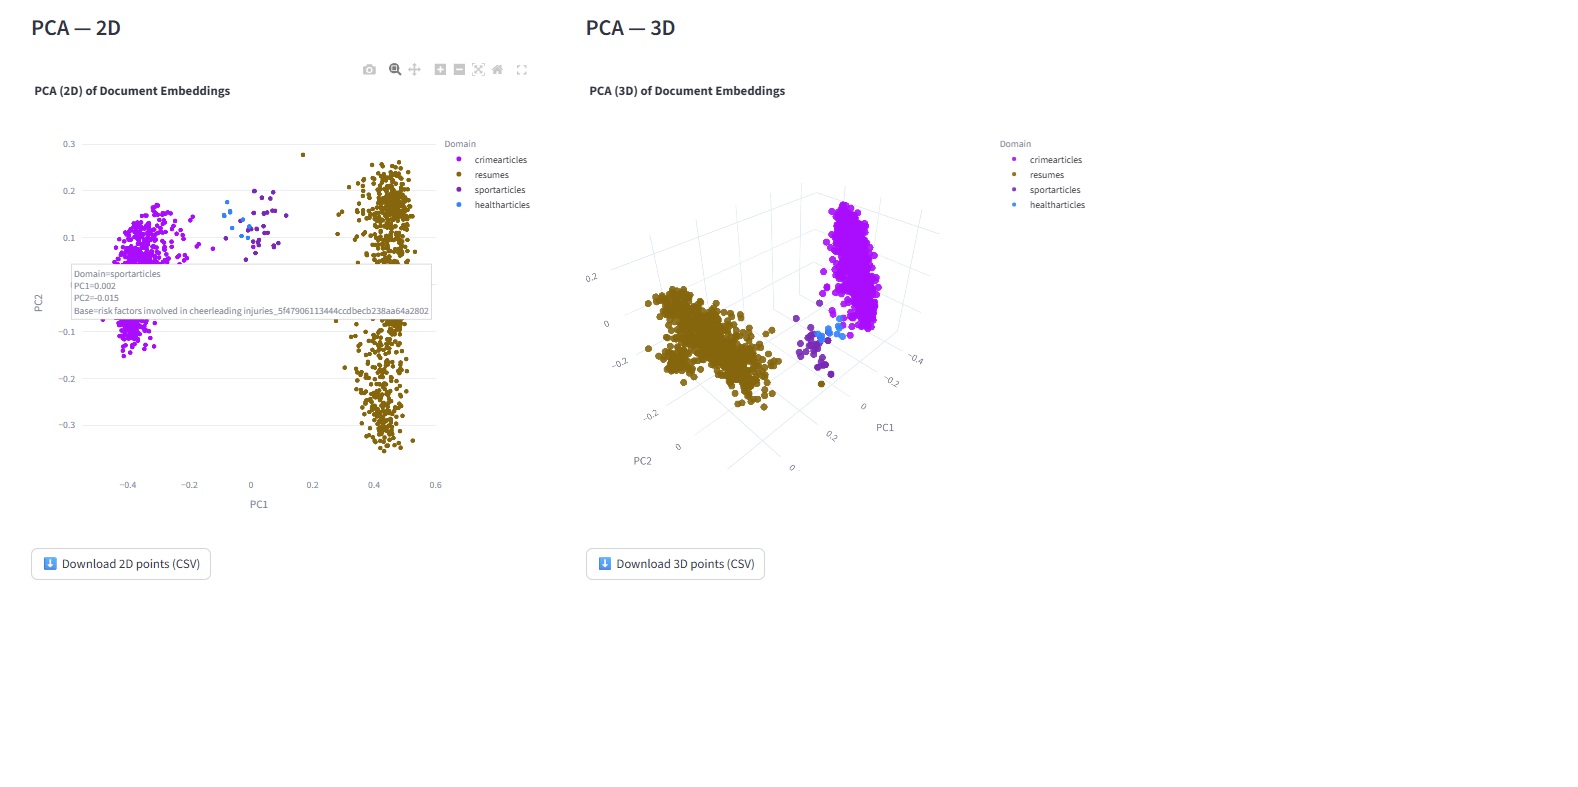 PCA — 2D
PCA (2D) of Document Embeddings
Domain
crimearticles
resumes
sportarticles
healtharticles
0.3
0.2
0.1
Domain=sportarticles
PC1=0.002
PC2=-0.015
Base=risk factors involved in cheerleading injuries_5f47906113444ccdbecb238aa64a2802
−0.1
−0.2
−0.3
PC2
−0.4
−0.2
0
0.2
0.4
0.6
PC1
Download 2D points (CSV)
PCA — 3D
PCA (3D) of Document Embeddings
Domain
crimearticles
resumes
sportarticles
healtharticles
0.2
0
−0.2
−0.2
0
PC2
−0.4
−0.2
0
0.2
0
PC1
Download 3D points (CSV)